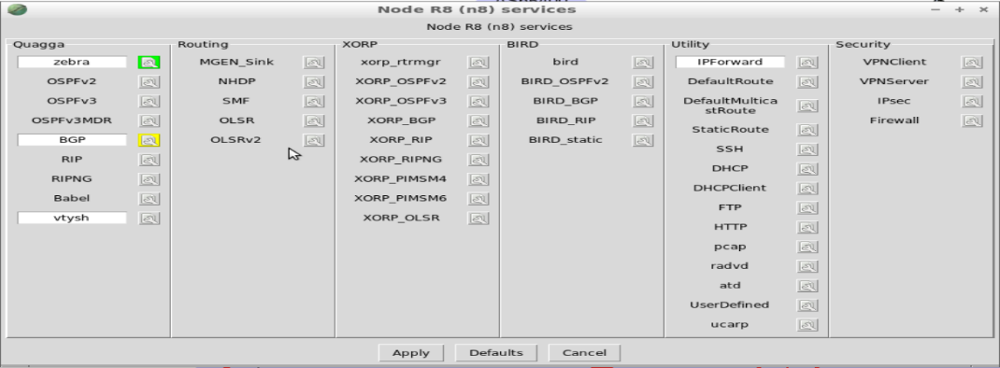 Node R8 (n8) services
Node R8 (n8) services
Quagga
zebra
OSPFv2
OSPFv3
OSPFv3MDR
BGP
RIP
RIPNG
Babel
vtysh
Routing
MGEN_Sink
NHDP
SMF
OLSR
OLSRv2
XORP
xorp_rtrmgr
XORP_OSPFv2
XORP_OSPFv3
XORP_BGP
XORP_RIP
XORP_RIPNG
XORP_PIMSM4
XORP_PIMSM6
XORP_OLSR
BIRD
bird
BIRD_OSPFv2
BIRD_BGP
BIRD_RIP
BIRD_static
Utility
IPForward
DefaultRoute
DefaultMultica
stRoute
StaticRoute
SSH
DHCP
DHCPClient
FTP
HTTP
pcap
radvd
atd
UserDefined
ucarp
Security
VPNClient
VPNServer
IPsec
Firewall
Apply
Defaults
Cancel